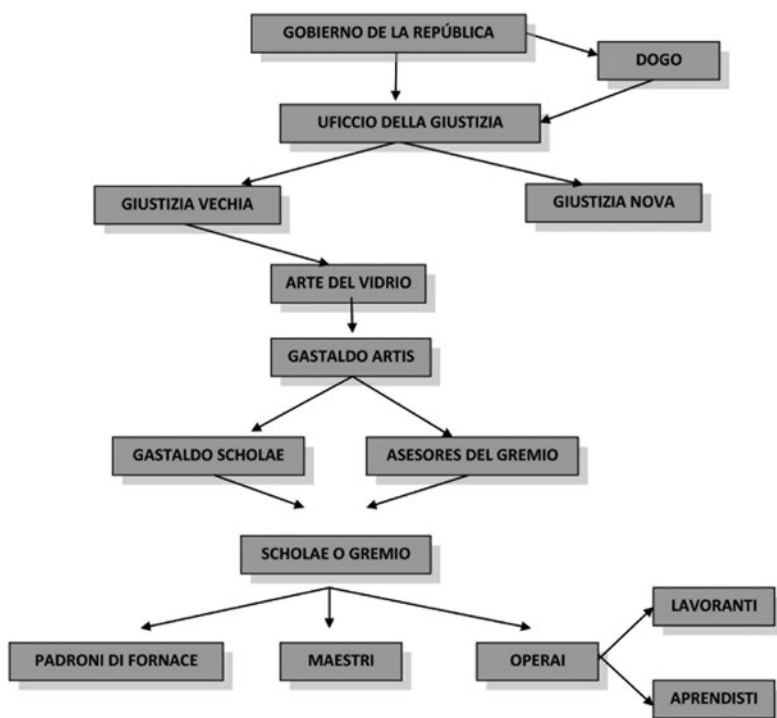 GOBIERNO DE LA REPÚBLICA
DOGO
UFICCIO DELLA GIUSTIZIA
GIUSTIZIA VECHIA
GIUSTIZIA NOVA
ARTE DEL VIDRIO
GASTALDO ARTIS
GASTALDO SCHOLAE
ASESORES DEL GREMIO
SCHOLAE O GREMIO
LAVORANTI
PADRONI DI FORNACE
MAESTRI
OPERAI
APRENDISTI